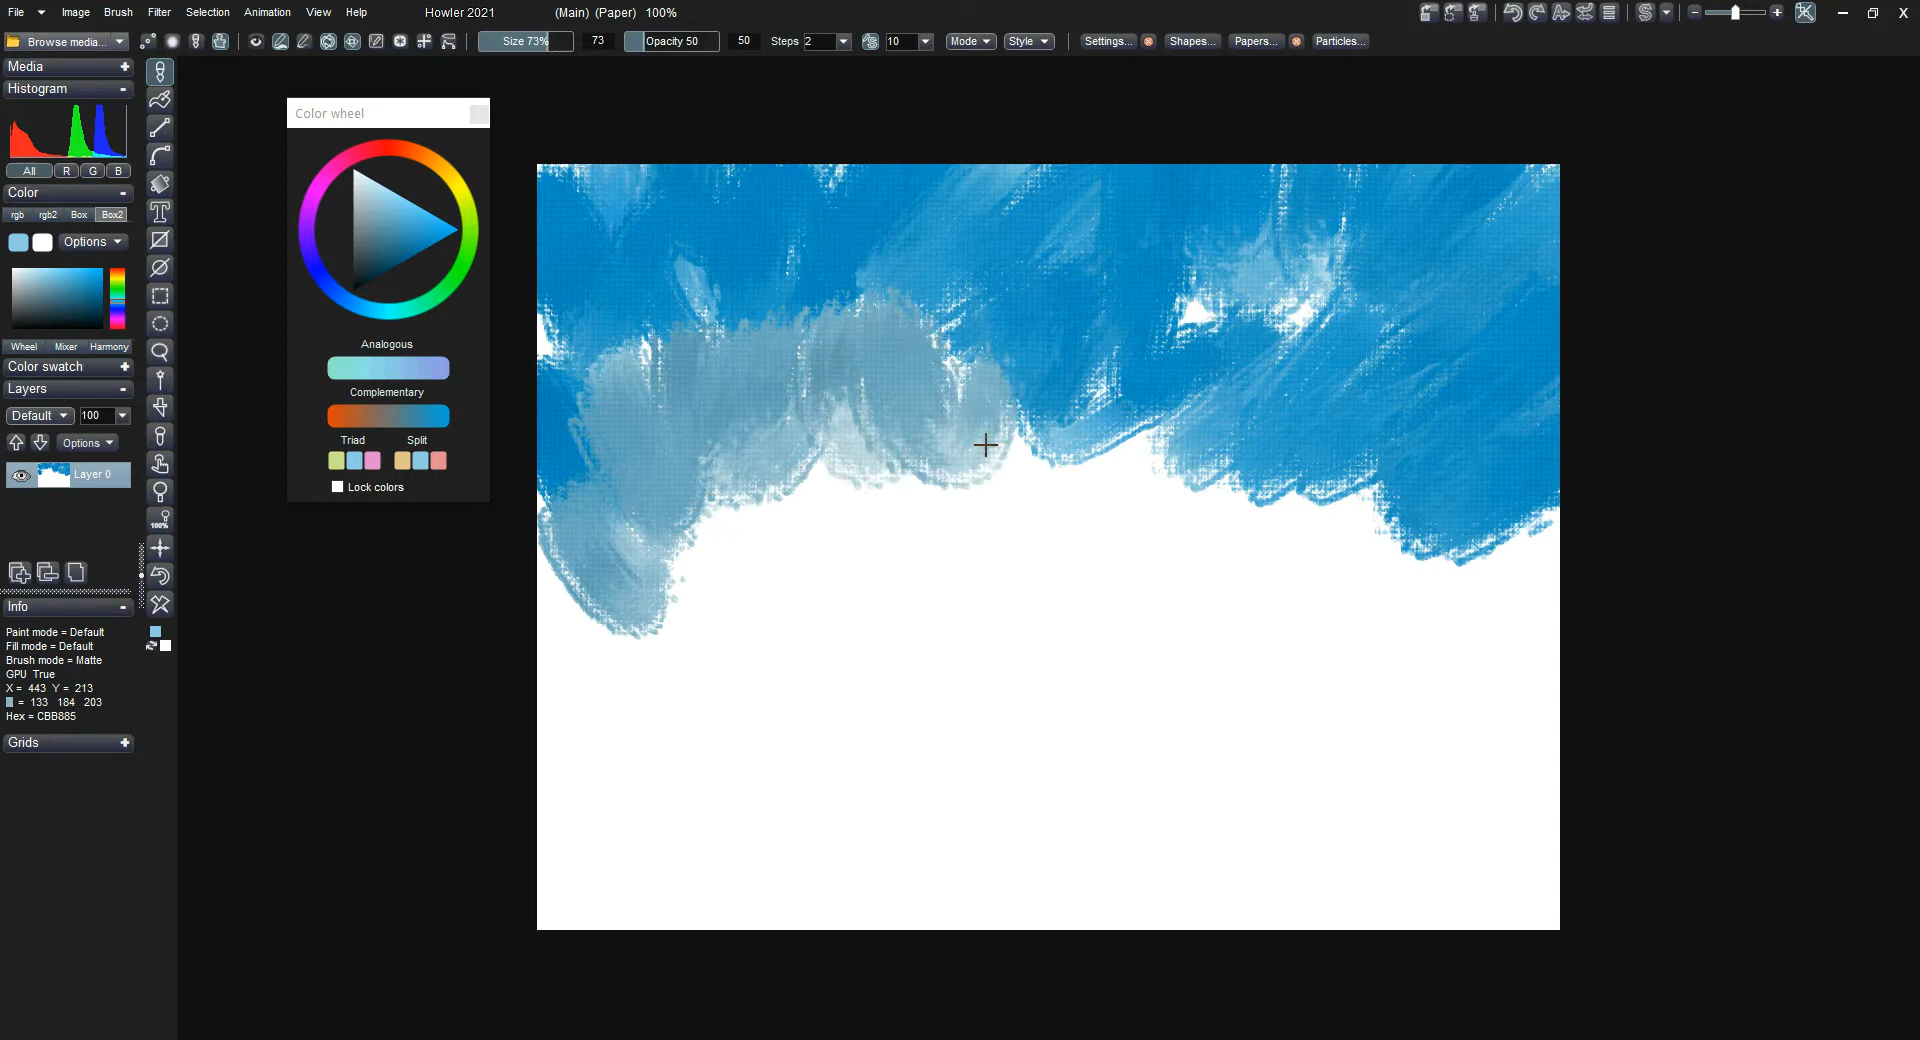 File Image Brush Filter Selection Animation View Help Howler 2021 (Main) (Paper) 100% X
Browse media... Size 73% 73 Opacity 50 50 Steps 2 10 Mode Style Settings... Shapes... Papers... Particles...
Media +
Histogram -
All R G B
Color -
rgb rgb2 Box Box2
Options
Wheel Mixer Harmony
Color swatch +
Layers -
Default 100
Options
Layer 0
100%
Info -
Paint mode = Default
Fill mode = Default
Brush mode = Matte
GPU True
X = 443 Y = 213
= 133 184 203
Hex = CBB885
Grids +
Color wheel
Analogous
Complementary
Triad Split
Lock colors